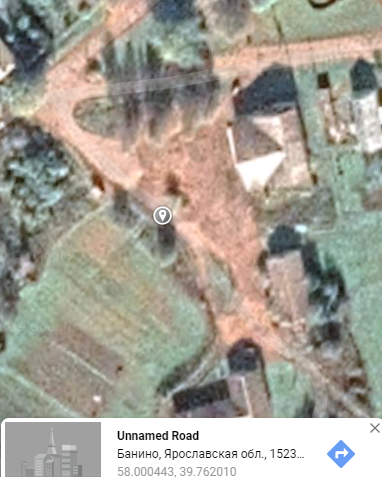 Unnamed Road
Банино, Ярославская обл., 1523...
58.000443, 39.762010